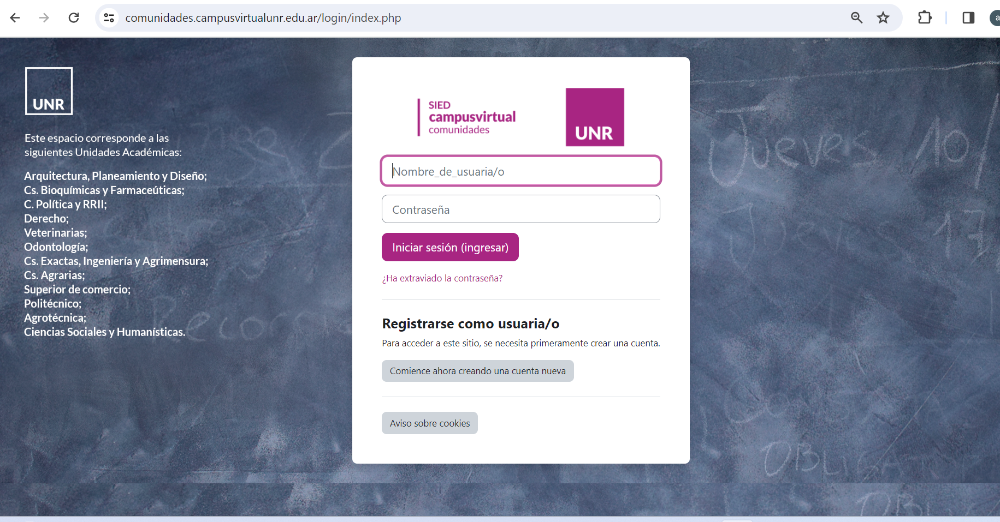 comunidades.campusvirtualunr.edu.ar/login/index.php
a
UNR
Este espacio corresponde a las
siguientes Unidades Académicas:
Arquitectura, Planeamiento y Diseño;
Cs. Bioquímicas y Farmaceúticas;
C. Política y RRII;
Derecho;
Veterinarias;
Odontología;
Cs. Exactas, Ingeniería y Agrimensura;
Cs. Agrarias;
Superior de comercio;
Politécnico;
Agrotécnica;
Ciencias Sociales y Humanísticas.
SIED
campusvirtual
comunidades
UNR
Nombre_de_usuaria/o
Contraseña
Iniciar sesión (ingresar)
¿Ha extraviado la contraseña?
Registrarse como usuaria/o
Para acceder a este sitio, se necesita primeramente crear una cuenta.
Comience ahora creando una cuenta nueva
Aviso sobre cookies
Jueves 10/
Jueves 17
OBLIGA